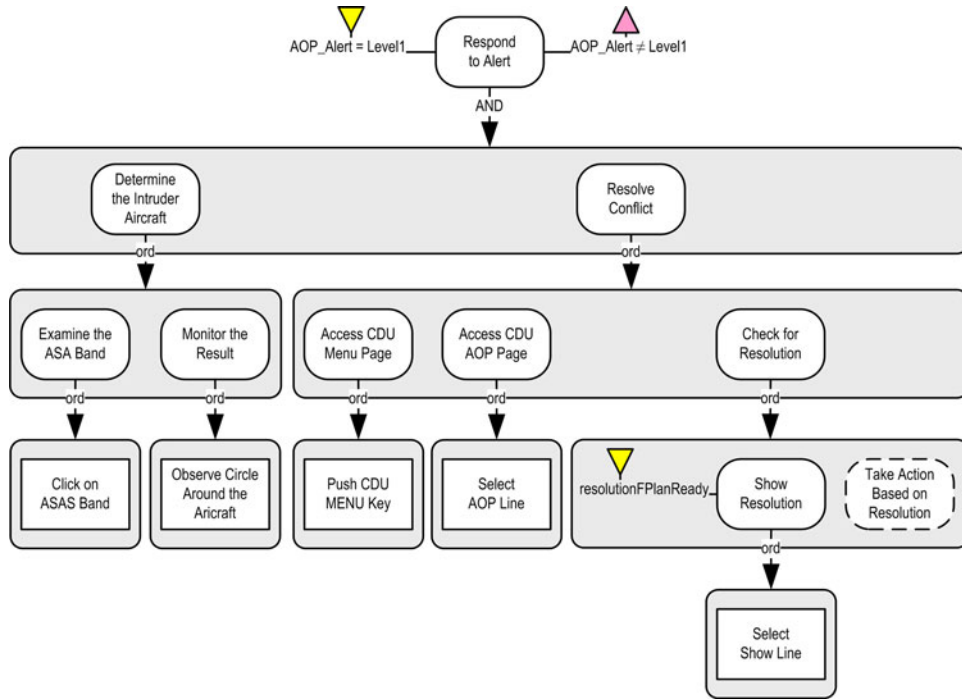 AOP_Alert = Level1
Respond
to Alert
AOP_Alert ≠ Level1
AND
Determine
the Intruder
Aircraft
Resolve
Conflict
ord
ord
Examine the
ASA Band
Monitor the
Result
Access CDU
Menu Page
Access CDU
AOP Page
Check for
Resolution
ord
ord
ord
ord
ord
Click on
ASAS Band
Observe Circle
Around the
Aricraft
Push CDU
MENU Key
Select
AOP Line
resolutionFPlanReady
Show
Resolution
Take Action
Based on
Resolution
ord
Select
Show Line